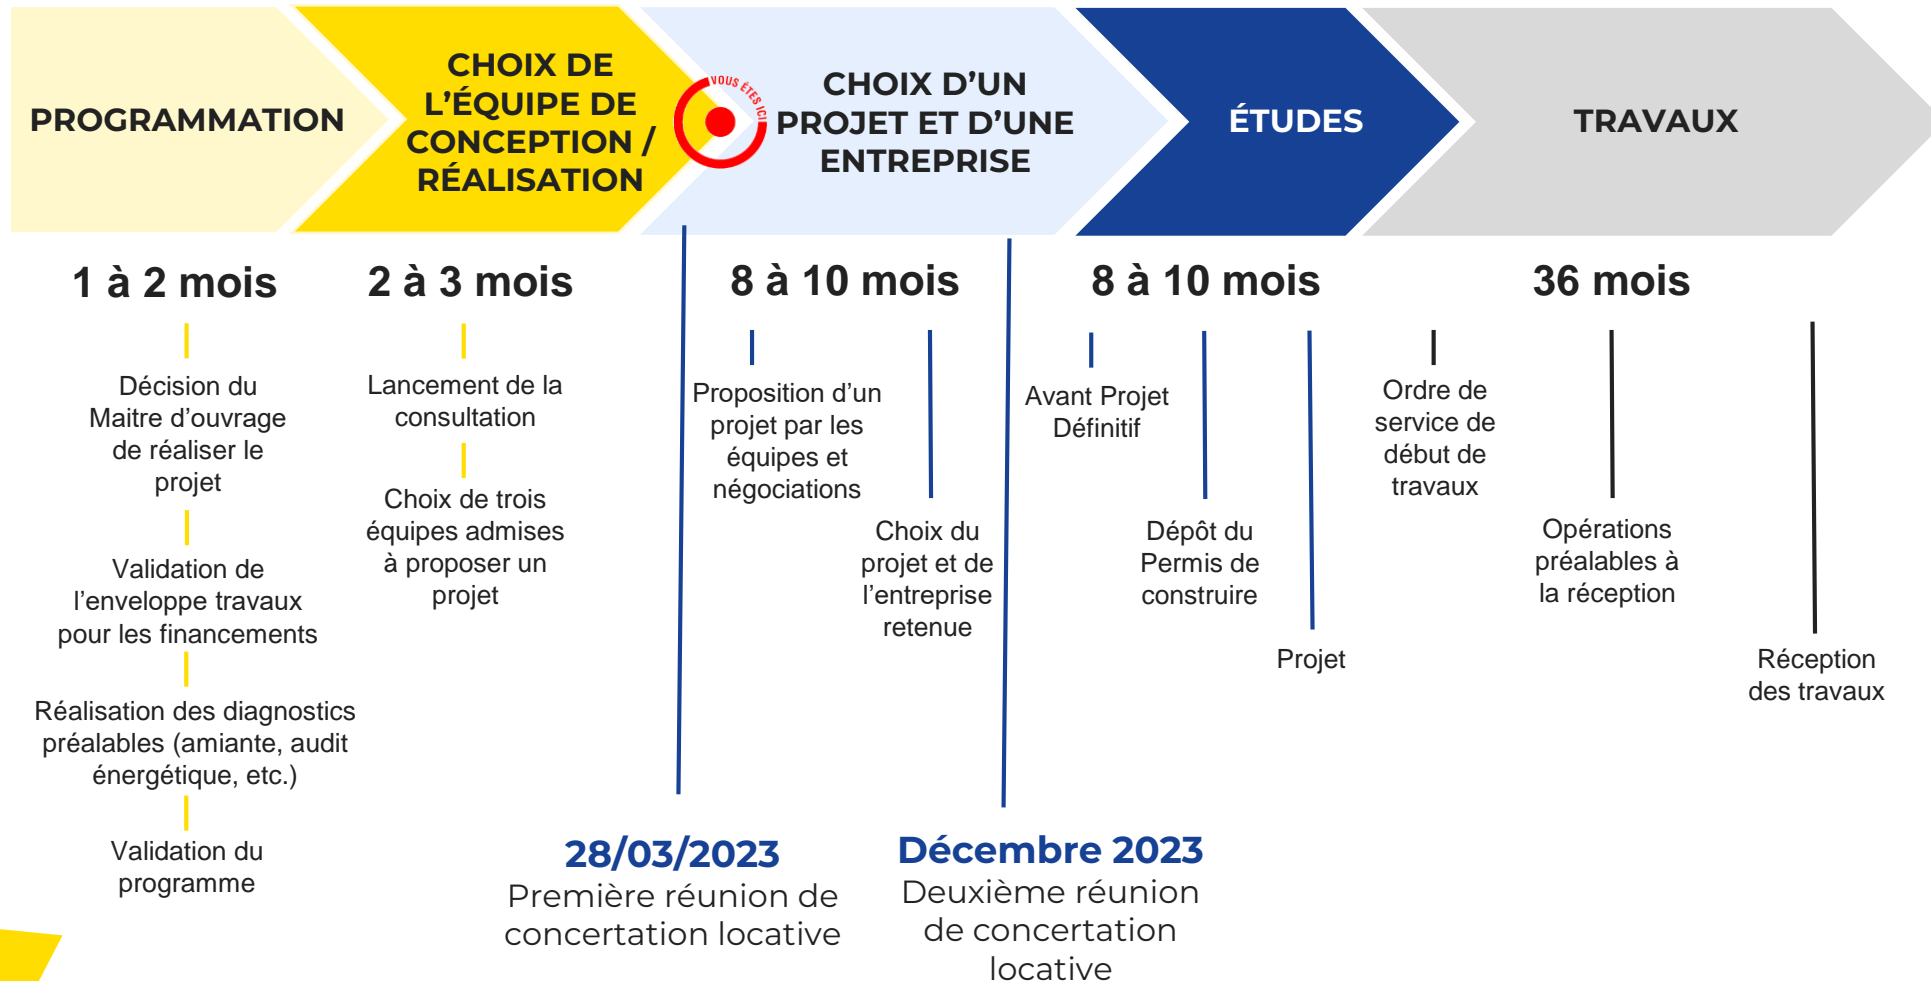 PROGRAMMATION
CHOIX DE
L'ÉQUIPE DE
CONCEPTION /
RÉALISATION
NOUS ÊTES ICI
CHOIX D'UN
PROJET ET D'UNE
ENTREPRISE
ÉTUDES
TRAVAUX
1 à 2 mois
2 à 3 mois
8 à 10 mois
8 à 10 mois
36 mois
Décision du
Maitre d'ouvrage
de réaliser le
projet
Validation de
l'enveloppe travaux
pour les financements
Réalisation des diagnostics
préalables (amiante, audit
énergétique, etc.)
Validation du
programme
Lancement de la
consultation
Choix de trois
équipes admises
à proposer un
projet
Proposition d'un
projet par les
équipes et
négociations
Choix du
projet et de
l'entreprise
retenue
Avant Projet
Définitif
Dépôt du
Permis de
construire
Projet
Ordre de
service de
début de
travaux
Opérations
préalables à
la réception
Réception
des travaux
28/03/2023
Première réunion de
concertation locative
Décembre 2023
Deuxième réunion
de concertation
locative